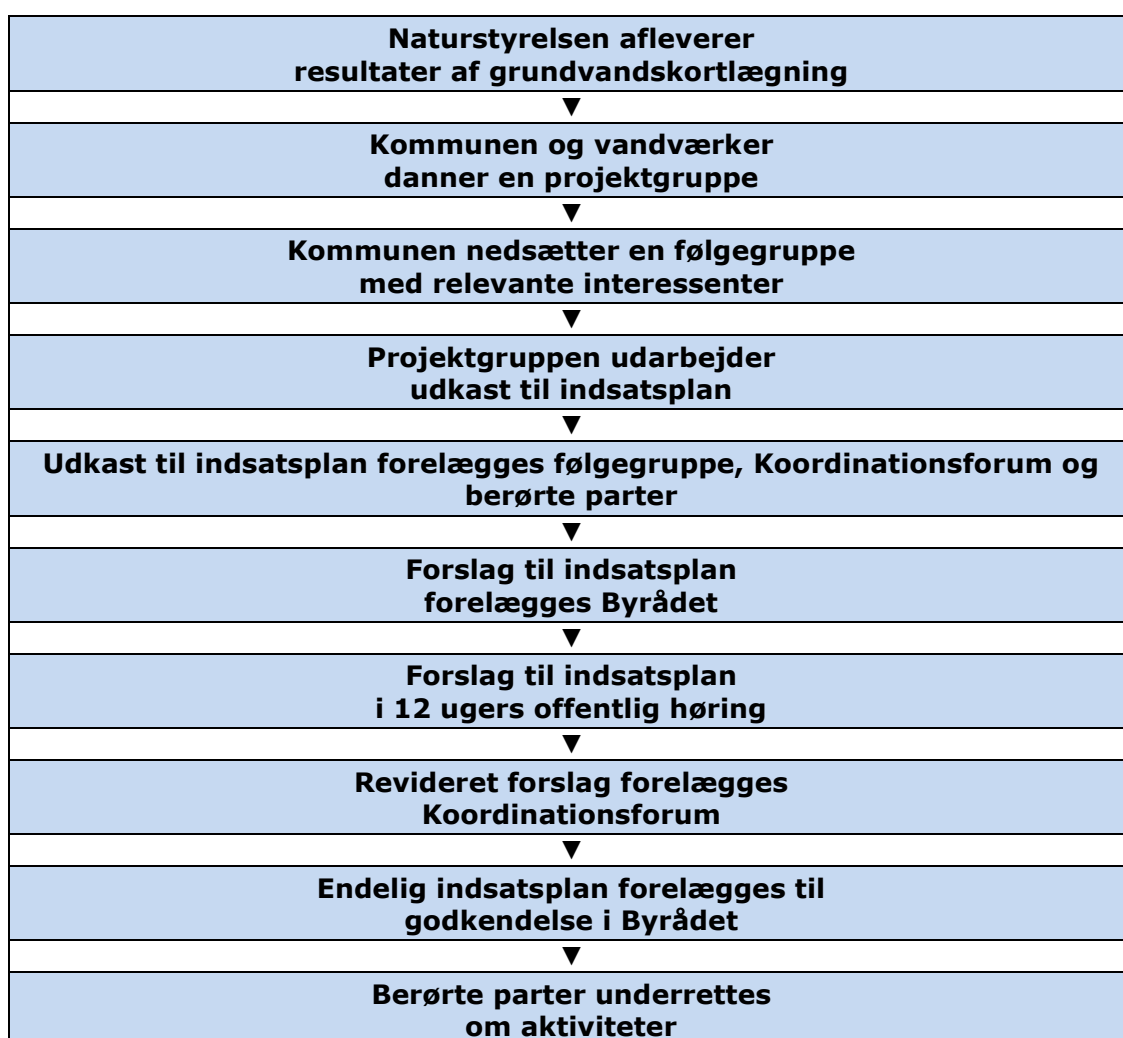 Naturstyrelsen afleverer
resultater af grundvandskortlægning
▼
Kommunen og vandværker
danner en projektgruppe
▼
Kommunen nedsætter en følgegruppe
med relevante interessenter
▼
Projektgruppen udarbejder
udkast til indsatsplan
▼
Udkast til indsatsplan forelægges følgegruppe, Koordinationsforum og
berørte parter
▼
Forslag til indsatsplan
forelægges Byrådet
▼
Forslag til indsatsplan
i 12 ugers offentlig høring
▼
Revideret forslag forelægges
Koordinationsforum
▼
Endelig indsatsplan forelægges til
godkendelse i Byrådet
▼
Berørte parter underrettes
om aktiviteter